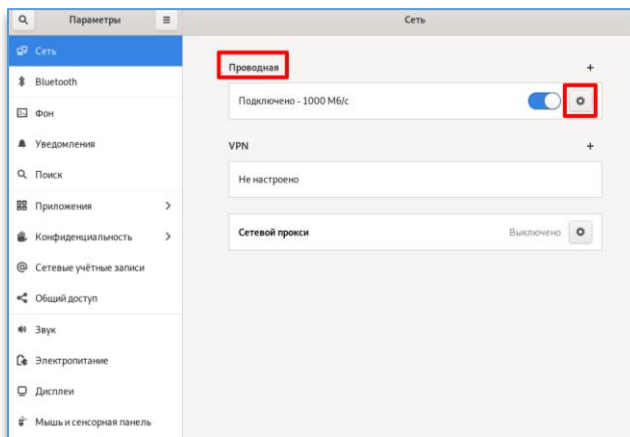 Параметры
Сеть
Сеть
Bluetooth
Фон
Уведомления
Поиск
Приложения
Конфиденциальность
Сетевые учётные записи
Общий доступ
Звук
Электропитание
Дисплеи
Мышь и сенсорная панель
Проводная
Подключено - 1000 Мб/с
VPN
Не настроено
Сетевой прокси
Выключено